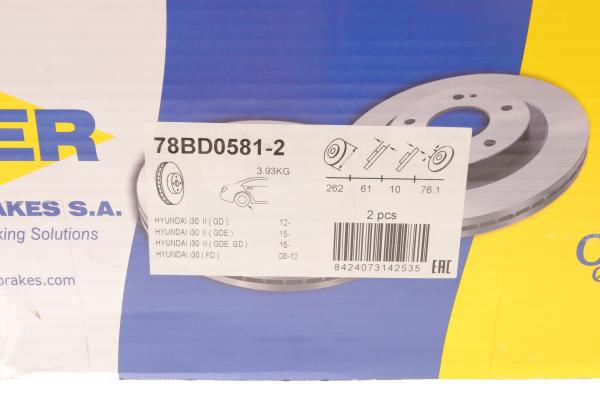 ER
AKES S.A.
king Solutions
brakes.com
78BD0581-2
3.93KG
262 61 10 76.1
HYUNDAI i30 II ( GD ) 12-
HYUNDAI i30 II ( GDE ) 15-
HYUNDAI i30 II ( GDE, GD ) 15-
HYUNDAI i30 ( FD ) 08-12
2 pcs
8424073142535
EAC